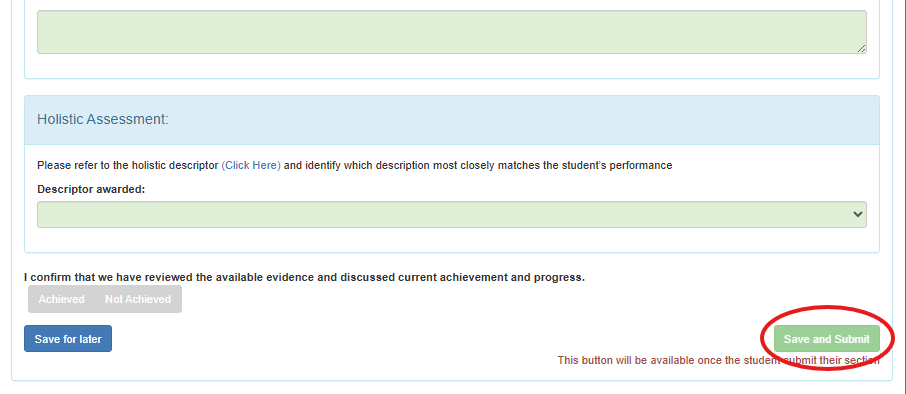 Holistic Assessment:
Please refer to the holistic descriptor (Click Here) and identify which description most closely matches the student's performance
Descriptor awarded:
I confirm that we have reviewed the available evidence and discussed current achievement and progress.
Achieved Not Achieved
Save for later Save and Submit
This button will be available once the student submit their section